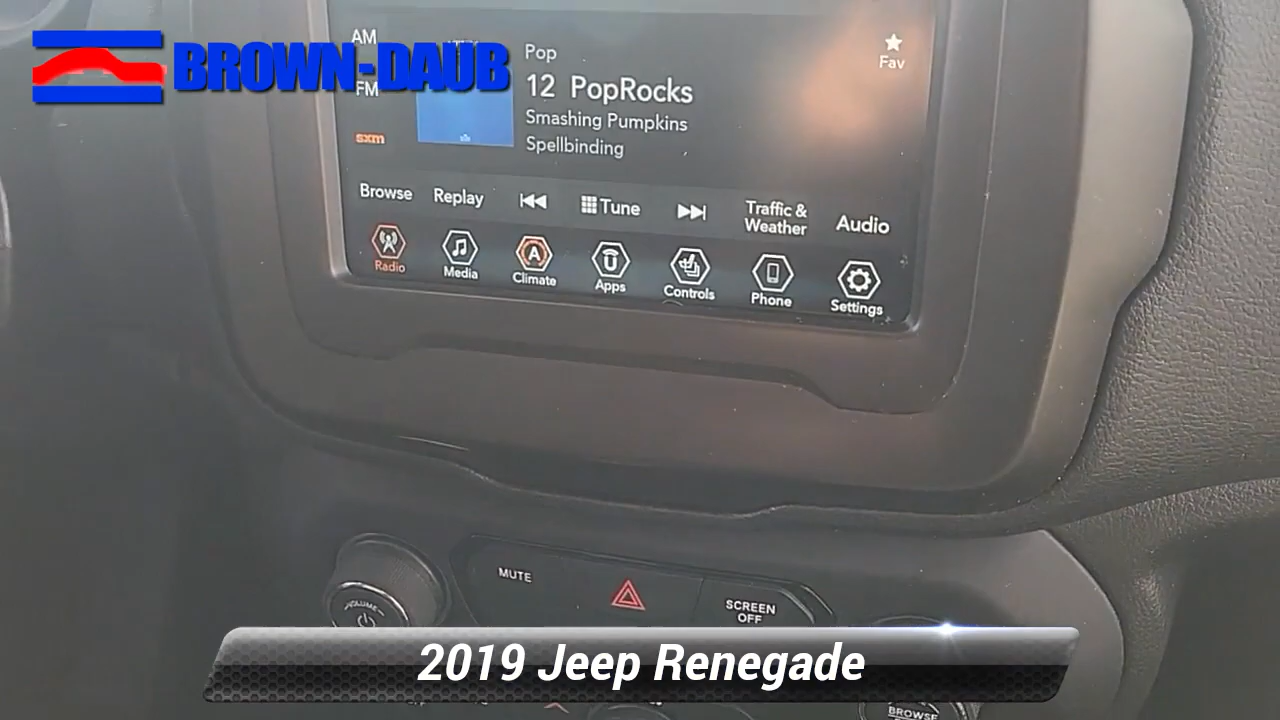 BROWN-DAUB
AM
FM
sxm
Pop
12 PopRocks
Smashing Pumpkins
Spellbinding
Fav
Browse
Replay
Tune
Traffic &
Weather
Audio
Radio
Media
A
Climate
Apps
Controls
Phone
Settings
MUTE
SCREEN
OFF
VOLUME
2019 Jeep Renegade
BROWSE